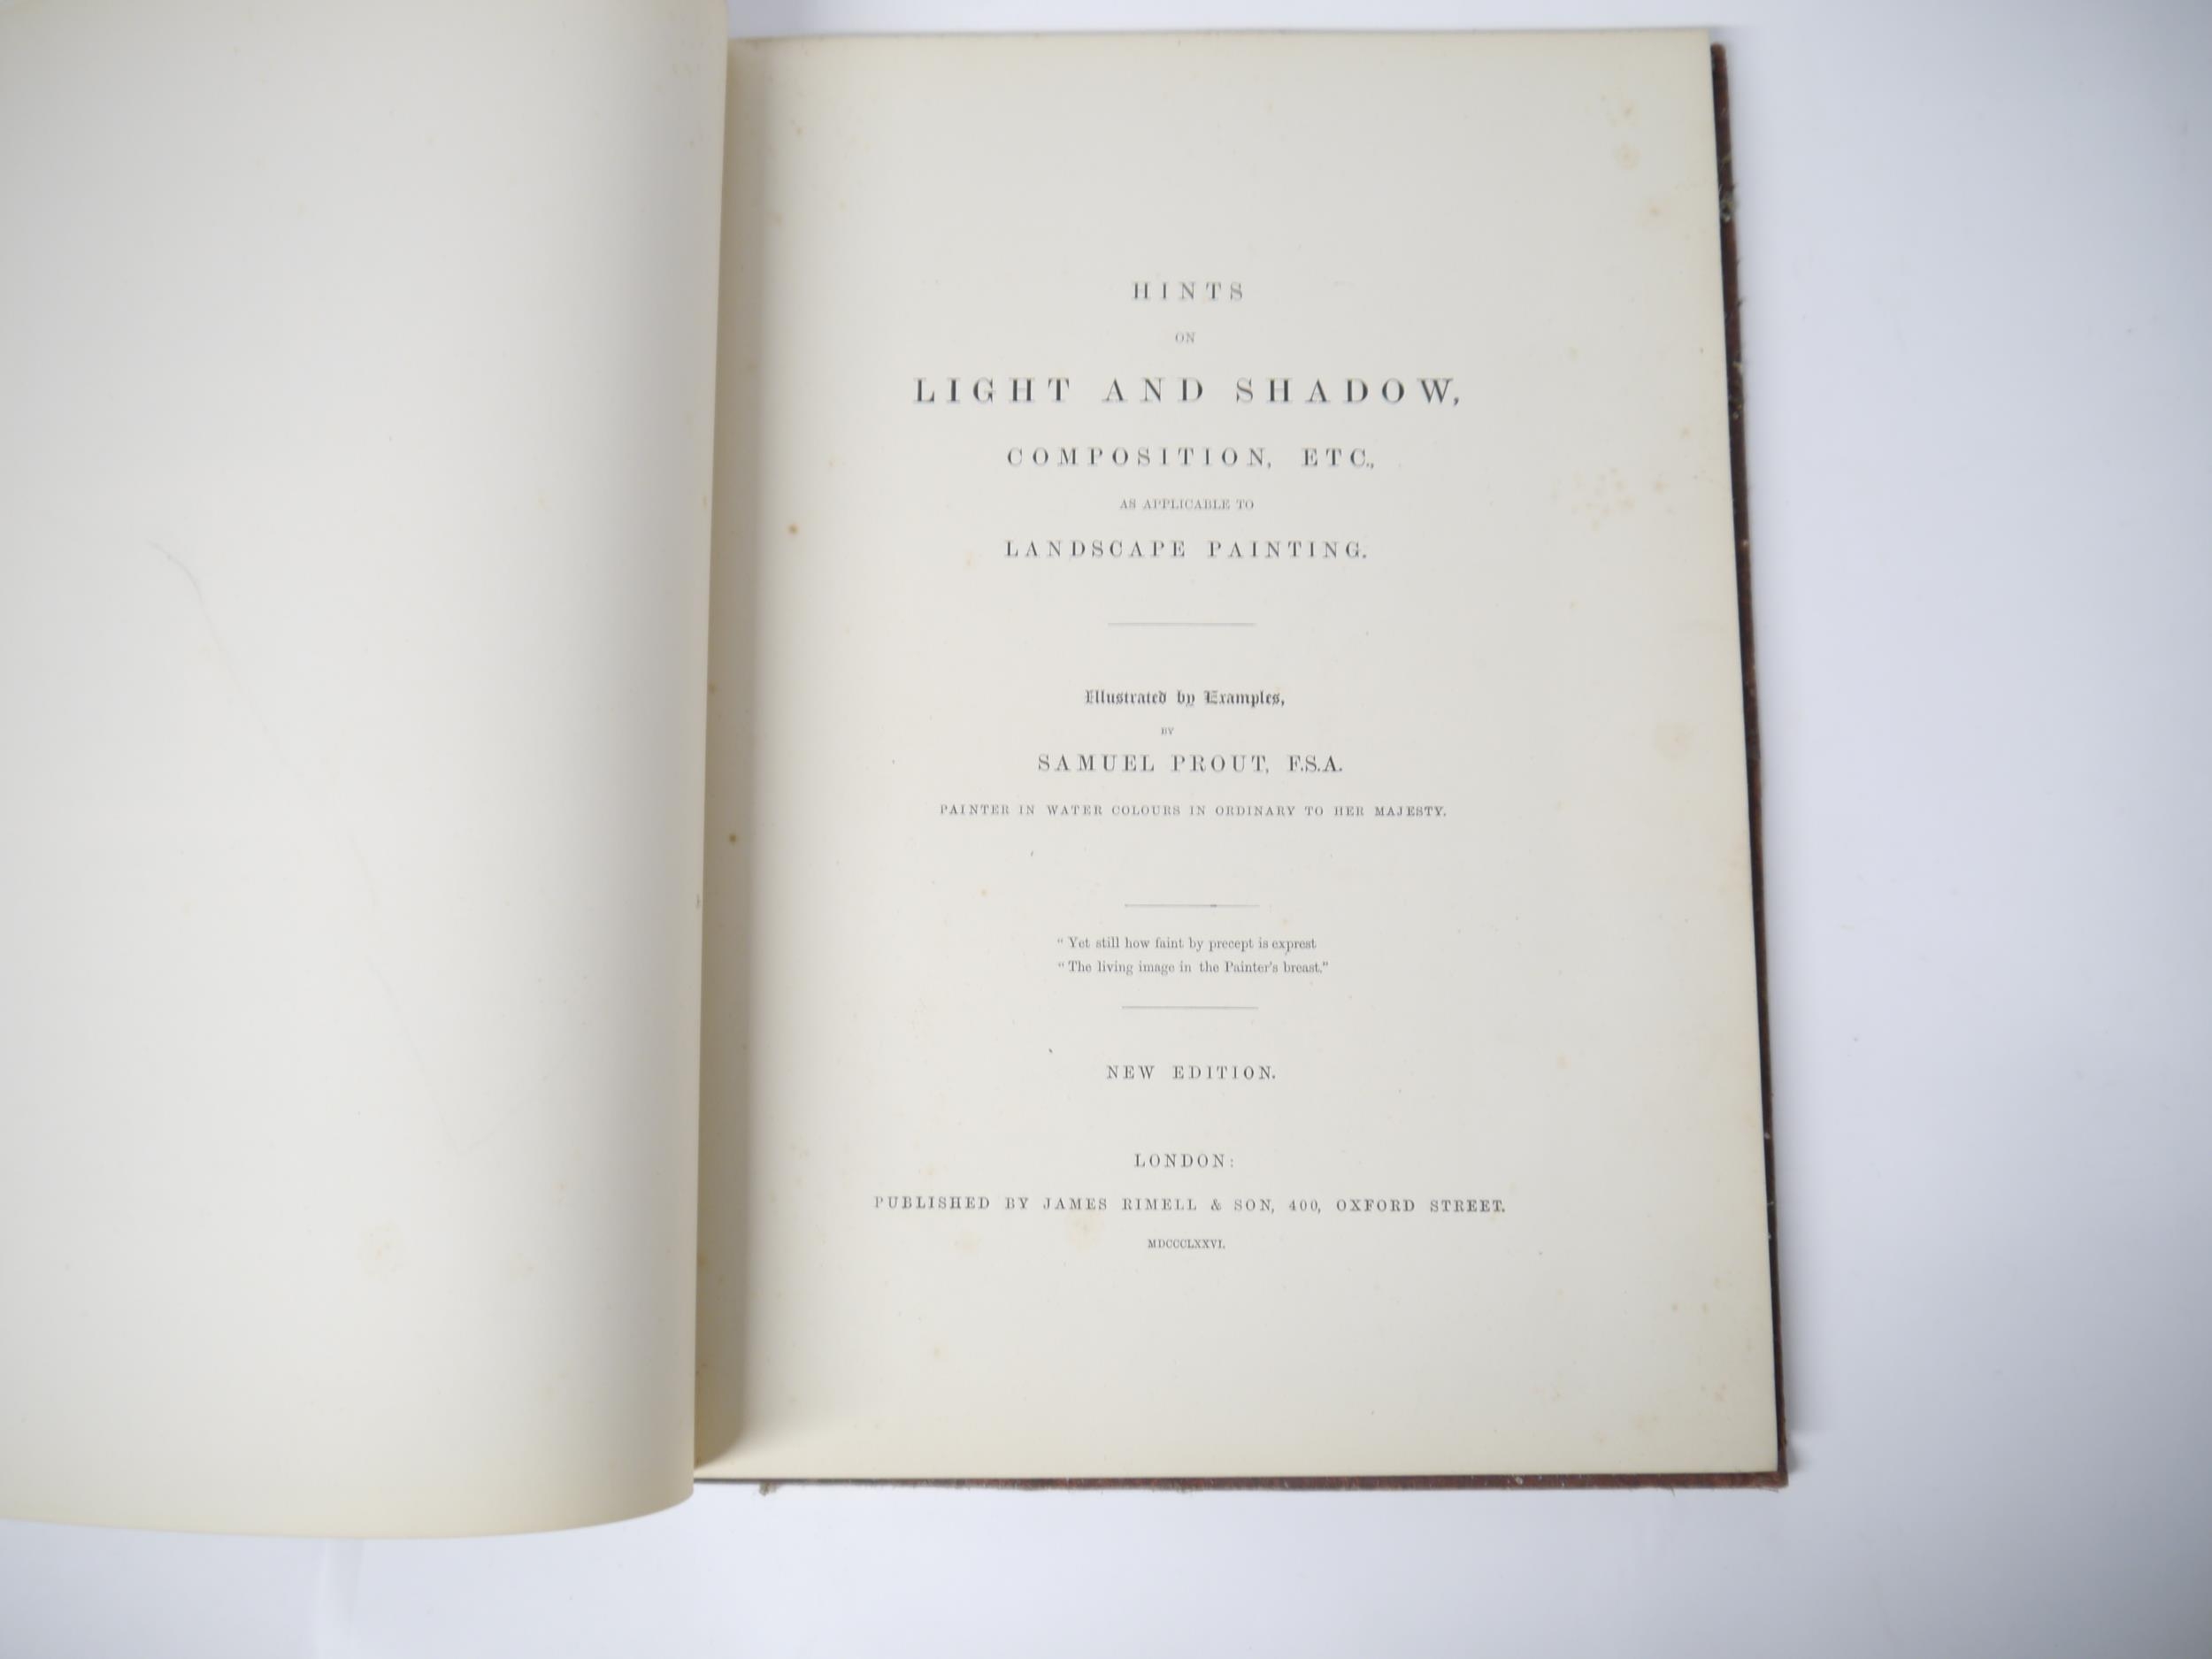 HINTS
ON
LIGHT AND SHADOW,
COMPOSITION, ETC.,
AS APPLICABLE TO
LANDSCAPE PAINTING.
Illustrated by Examples,
BY
SAMUEL PROUT, F.S.A.
PAINTER IN WATER COLOURS IN ORDINARY TO HER MAJESTY.
" Yet still how faint by precept is exprest
" The living image in the Painter's breast."
NEW EDITION.
LONDON:
PUBLISHED BY JAMES RIMELL & SON, 400, OXFORD STREET.
MDCCCLXXVI.